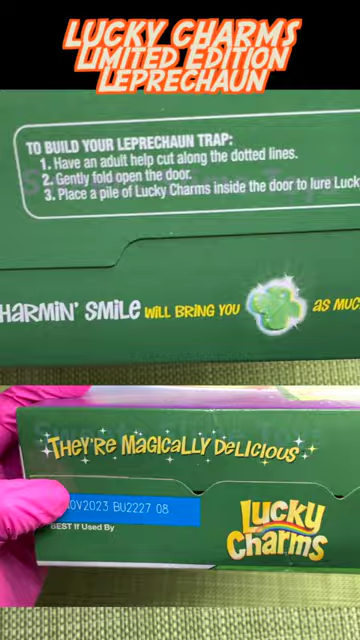 LUCKY CHARMS
LIMITED EDITION
LEPRECHAUN
TO BUILD YOUR LEPRECHAUN TRAP:
1. Have an adult help cut along the dotted lines.
2. Gently fold open the door.
3. Place a pile of Lucky Charms inside the door to lure Luck
HARMIN' SMILE WILL BRING YOU AS MUC
THEY'RE MAGICALLY DELICIOUS
NOV2023 BU2227 08
BEST If Used By
Lucky
Charms